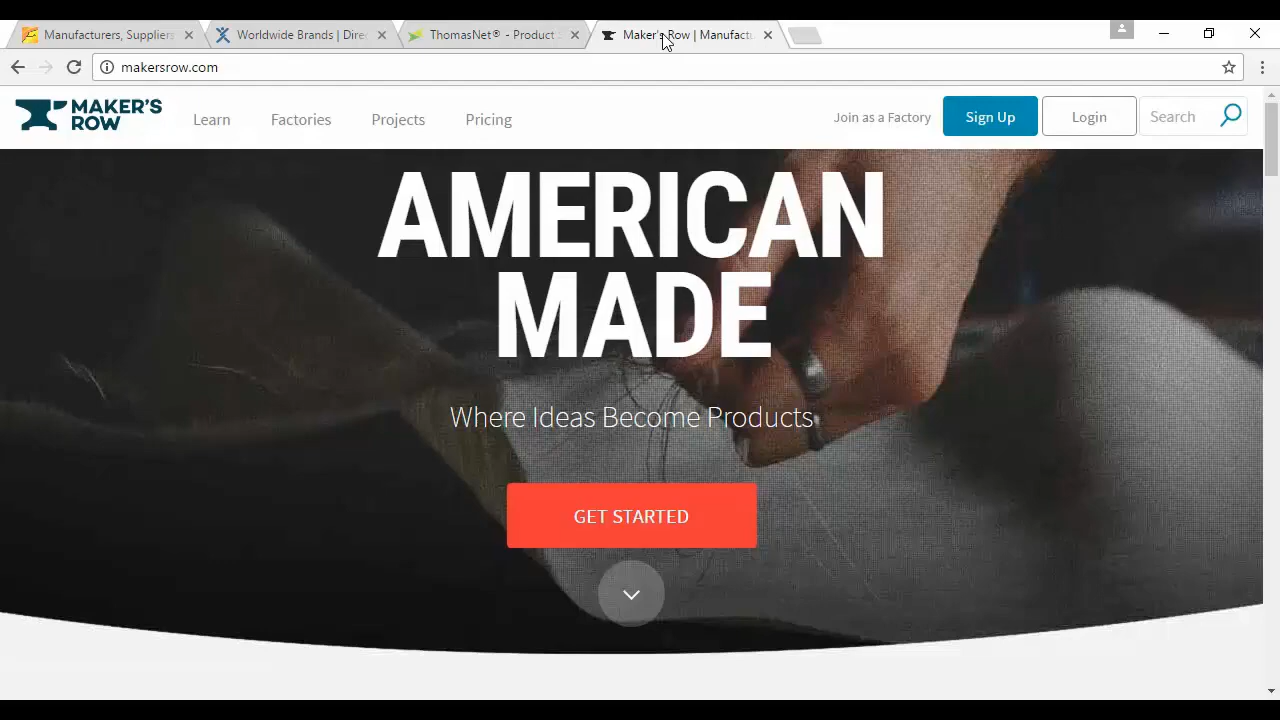 Manufacturers, Suppliers
Worldwide Brands | Dire
ThomasNet® - Product S
Maker's Row | Manufactu
makersrow.com
MAKER'S
ROW
Learn
Factories
Projects
Pricing
Join as a Factory
Sign Up
Login
Search
AMERICAN
MADE
Where Ideas Become Products
GET STARTED